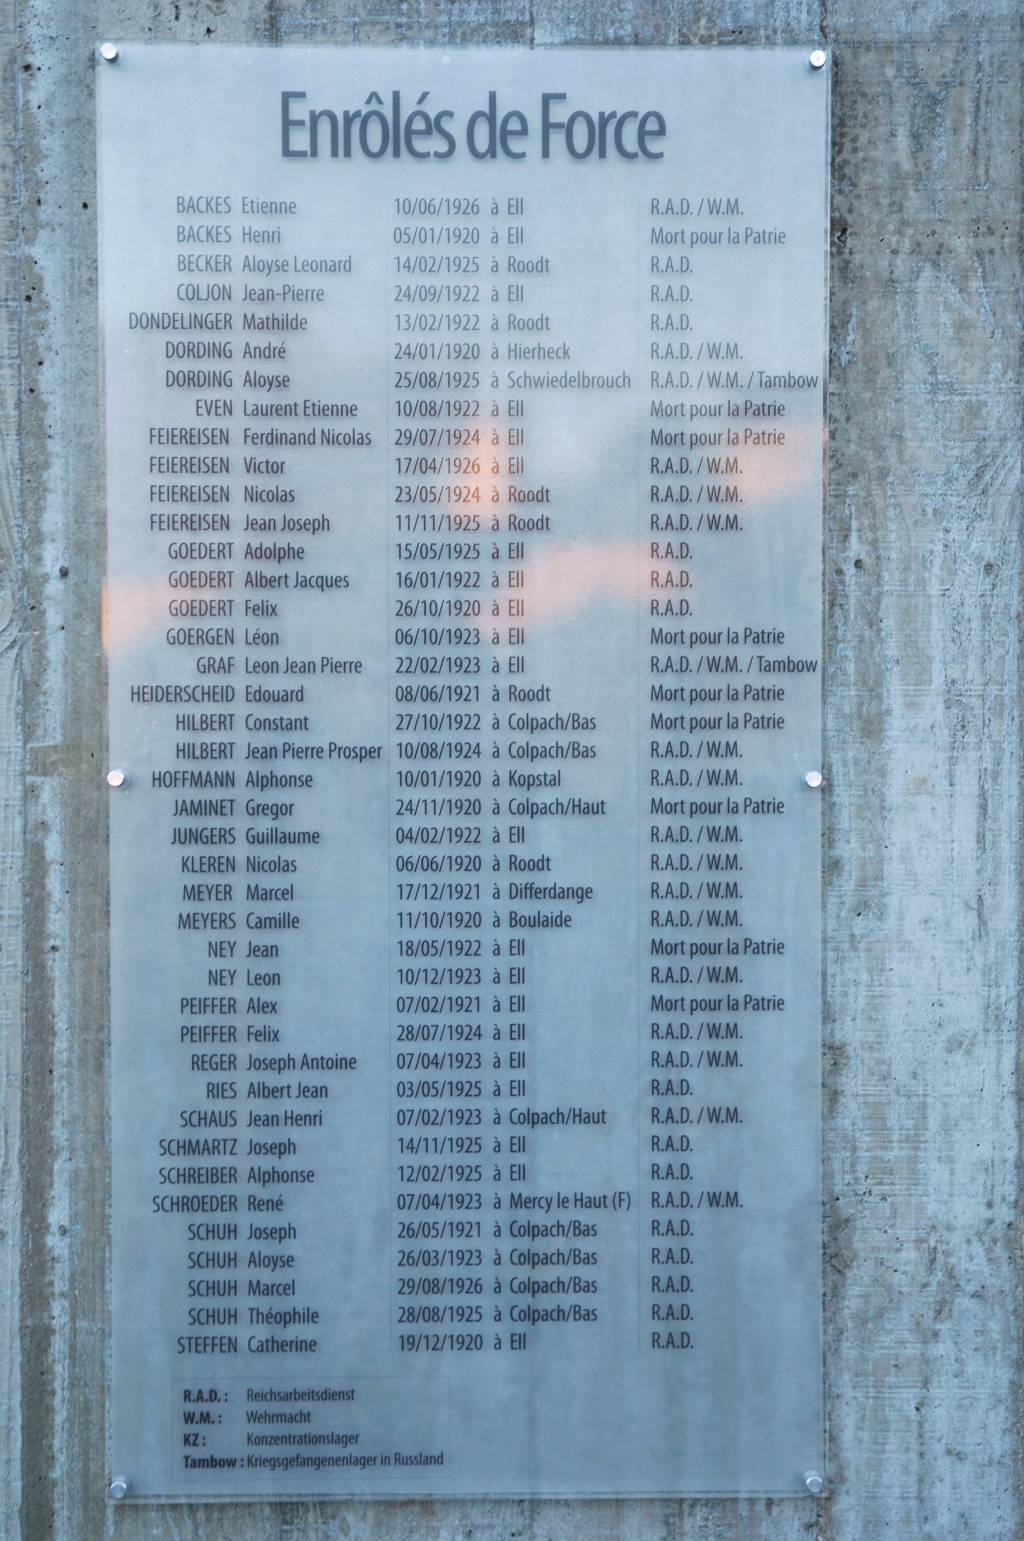 Enrôlés de Force
BACKES Etienne 10/06/1926 à Ell R.A.D. / W.M.
BACKES Henri 05/01/1920 à Ell Mort pour la Patrie
BECKER Aloyse Leonard 14/02/1925 à Roodt R.A.D.
COLJON Jean-Pierre 24/09/1922 à Ell R.A.D.
DONDELINGER Mathilde 13/02/1922 à Roodt R.A.D.
DORDING André 24/01/1920 à Hierheck R.A.D. / W.M.
DORDING Aloyse 25/08/1925 à Schwiedelbrouch R.A.D. / W.M. / Tambow
EVEN Laurent Etienne 10/08/1922 à Ell Mort pour la Patrie
FEIEREISEN Ferdinand Nicolas 29/07/1924 à Ell Mort pour la Patrie
FEIEREISEN Victor 17/04/1926 à Ell R.A.D. / W.M.
FEIEREISEN Nicolas 23/05/1924 à Roodt R.A.D. / W.M.
FEIEREISEN Jean Joseph 11/11/1925 à Roodt R.A.D. / W.M.
GOEDERT Adolphe 15/05/1925 à Ell R.A.D.
GOEDERT Albert Jacques 16/01/1922 à Ell R.A.D.
GOEDERT Felix 26/10/1920 à Ell R.A.D.
GOERGEN Léon 06/10/1923 à Ell Mort pour la Patrie
GRAF Leon Jean Pierre 22/02/1923 à Ell R.A.D. / W.M. / Tambow
HEIDERSCHEID Edouard 08/06/1921 à Roodt Mort pour la Patrie
HILBERT Constant 27/10/1922 à Colpach/Bas Mort pour la Patrie
HILBERT Jean Pierre Prosper 10/08/1924 à Colpach/Bas R.A.D. / W.M.
HOFFMANN Alphonse 10/01/1920 à Kopstal R.A.D. / W.M.
JAMINET Gregor 24/11/1920 à Colpach/Haut Mort pour la Patrie
JUNGERS Guillaume 04/02/1922 à Ell R.A.D. / W.M.
KLEREN Nicolas 06/06/1920 à Roodt R.A.D. / W.M.
MEYER Marcel 17/12/1921 à Differdange R.A.D. / W.M.
MEYERS Camille 11/10/1920 à Boulaide R.A.D. / W.M.
NEY Jean 18/05/1922 à Ell Mort pour la Patrie
NEY Leon 10/12/1923 à Ell R.A.D. / W.M.
PEIFFER Alex 07/02/1921 à Ell Mort pour la Patrie
PEIFFER Felix 28/07/1924 à Ell R.A.D. / W.M.
REGER Joseph Antoine 07/04/1923 à Ell R.A.D. / W.M.
RIES Albert Jean 03/05/1925 à Ell R.A.D.
SCHAUS Jean Henri 07/02/1923 à Colpach/Haut R.A.D. / W.M.
SCHMARTZ Joseph 14/11/1925 à Ell R.A.D.
SCHREIBER Alphonse 12/02/1925 à Ell R.A.D.
SCHROEDER René 07/04/1923 à Mercy le Haut (F) R.A.D. / W.M.
SCHUH Joseph 26/05/1921 à Colpach/Bas R.A.D.
SCHUH Aloyse 26/03/1923 à Colpach/Bas R.A.D.
SCHUH Marcel 29/08/1926 à Colpach/Bas R.A.D.
SCHUH Théophile 28/08/1925 à Colpach/Bas R.A.D.
STEFFEN Catherine 19/12/1920 à Ell R.A.D.
R.A.D. : Reichsarbeitsdienst
W.M. : Wehrmacht
KZ : Konzentrationslager
Tambow : Kriegsgefangenenlager in Russland